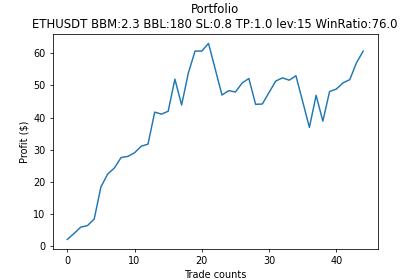 Portfolio
ETHUSDT BBM:2.3 BBL:180 SL:0.8 TP:1.0 lev:15 WinRatio:76.0
Profit ($)
60
50
40
30
20
10
0
0 10 20 30 40
Trade counts